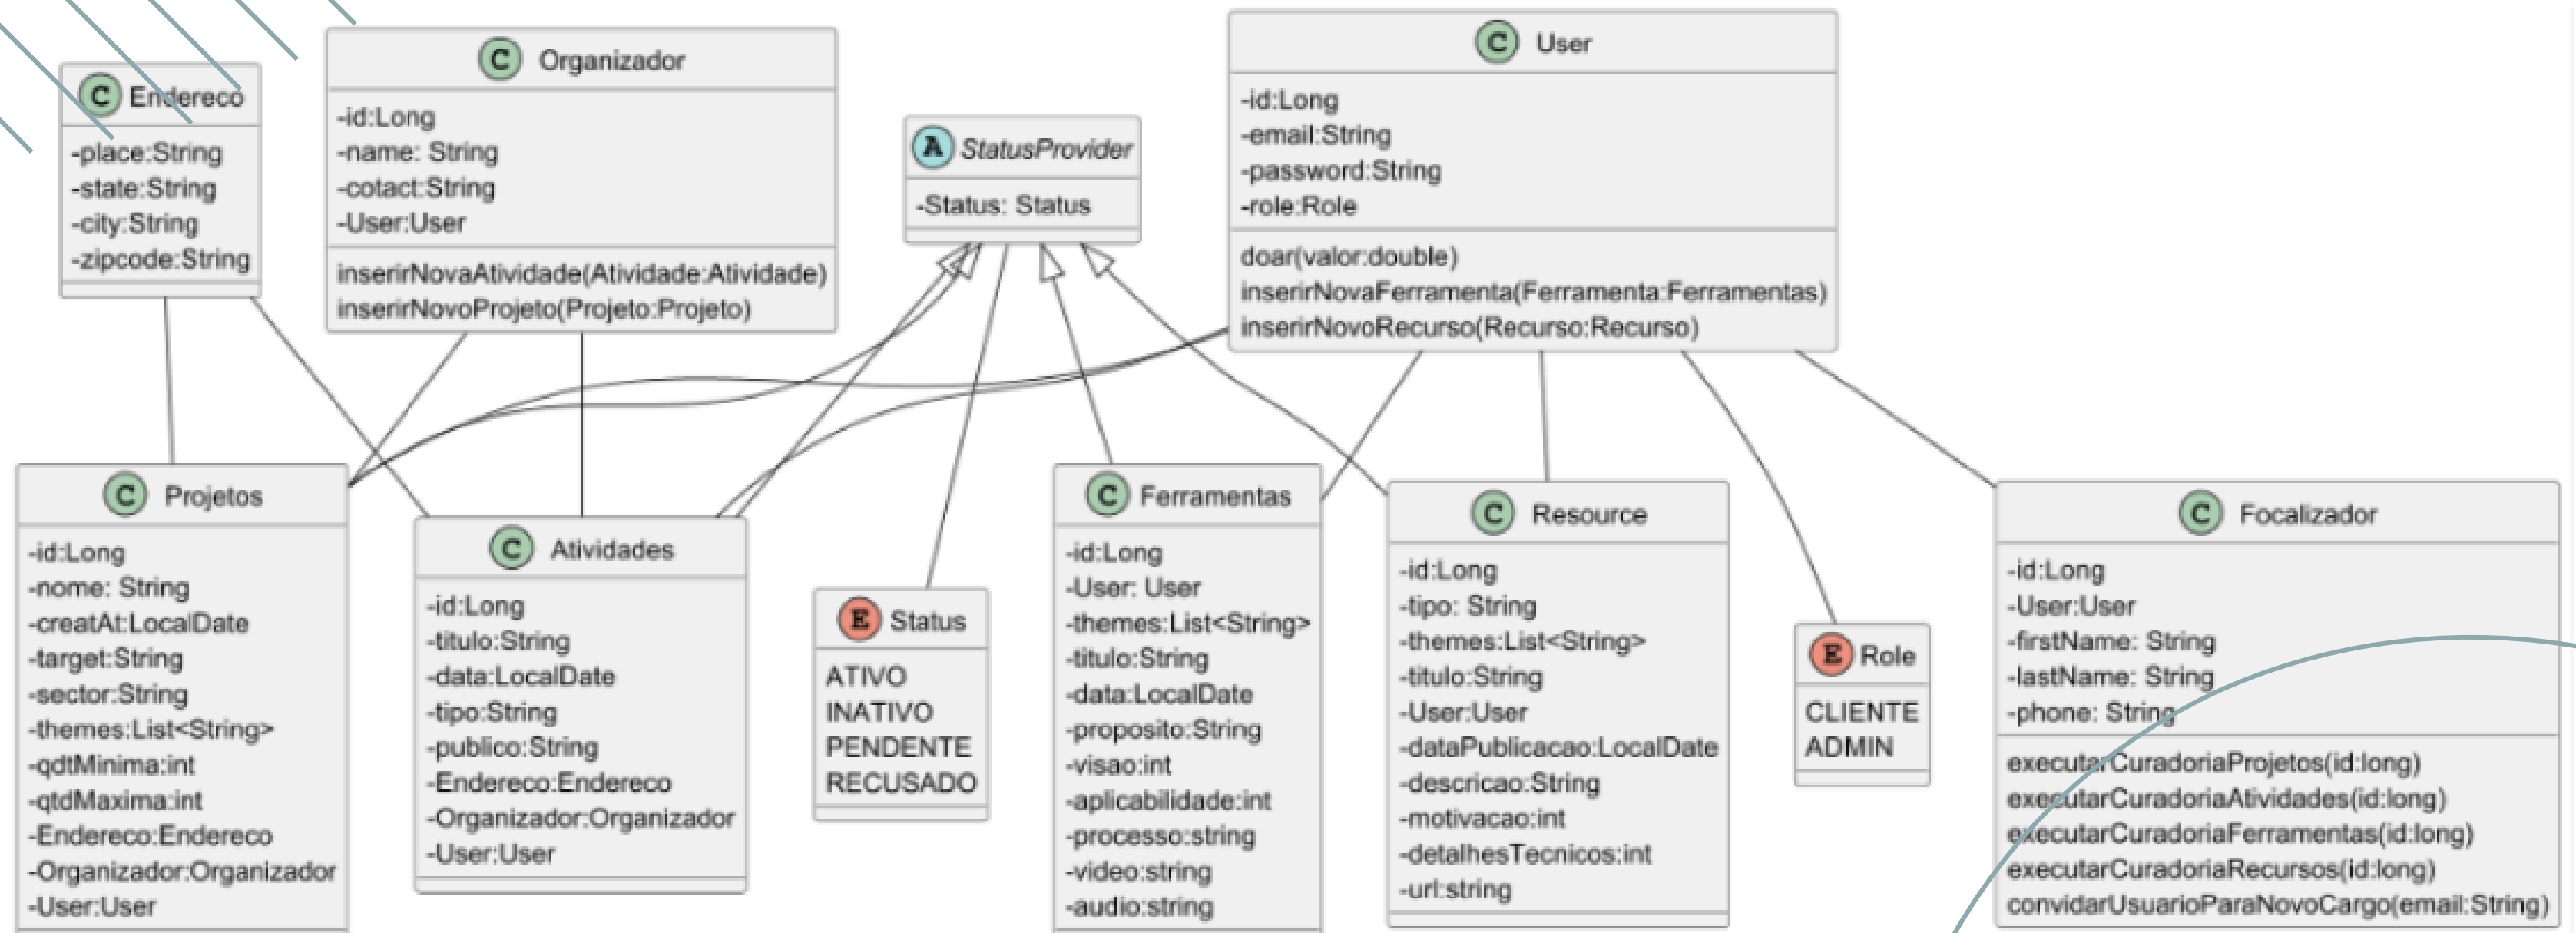 C Endereco
-place:String
-state:String
-city:String
-zipcode:String
C Organizador
-id:Long
-name: String
-cotact:String
-User:User
inserirNovaAtividade(Atividade:Atividade)
inserirNovoProjeto(Projeto:Projeto)
A StatusProvider
-Status: Status
C User
-id:Long
-email:String
-password:String
-role:Role
doar(valor:double)
inserirNovaFerramenta(Ferramenta:Ferramentas)
inserirNovoRecurso(Recurso:Recurso)
C Projetos
-id:Long
-nome: String
-creatAt:LocalDate
-target:String
-sector:String
-themes:List<String>
-qdtMinima:int
-qtdMaxima:int
-Endereco:Endereco
-Organizador:Organizador
-User:User
C Atividades
-id:Long
-titulo:String
-data:LocalDate
-tipo:String
-publico:String
-Endereco:Endereco
-Organizador:Organizador
-User:User
E Status
ATIVO
INATIVO
PENDENTE
RECUSADO
C Ferramentas
-id:Long
-User: User
-themes:List<String>
-titulo:String
-data:LocalDate
-proposito:String
-visao:int
-aplicabilidade:int
-processo:string
-video:string
-audio:string
C Resource
-id:Long
-tipo: String
-themes:List<String>
-titulo:String
-User:User
-dataPublicacao:LocalDate
-descricao:String
-motivacao:int
-detalhesTecnicos:int
-url:string
E Role
CLIENTE
ADMIN
C Focalizador
-id:Long
-User:User
-firstName: String
-lastName: String
-phone: String
executarCuradoriaProjetos(id:long)
executarCuradoriaAtividades(id:long)
executarCuradoriaFerramentas(id:long)
executarCuradoriaRecursos(id:long)
convidarUsuarioParaNovoCargo(email:String)